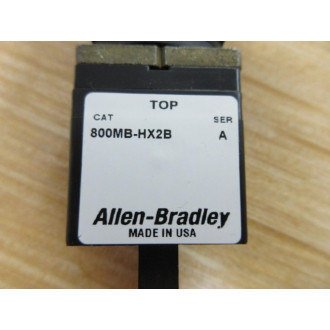 TOP
CAT SER
800MB-HX2B A
Allen-Bradley
MADE IN USA